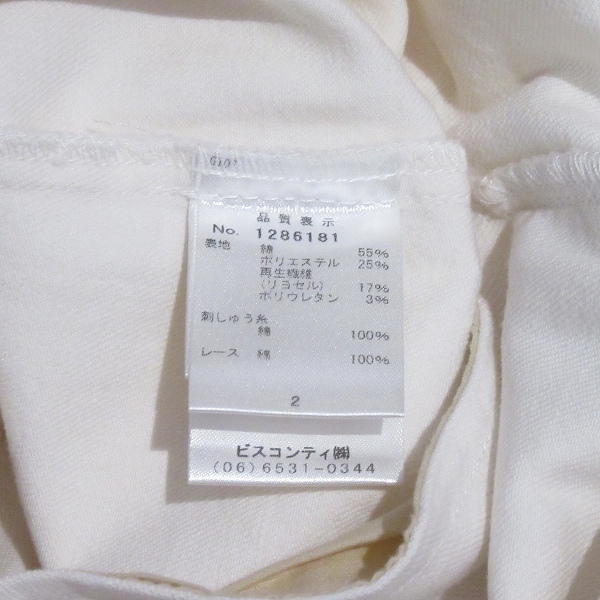 品質表示
No. 1286181
表地 綿 55%
ポリエステル 25%
再生繊維
(リヨセル) 17%
ポリウレタン 3%
刺しゅう糸
綿 100%
レース 綿 100%
2
ビスコンティ㈱
(06)6531-0344